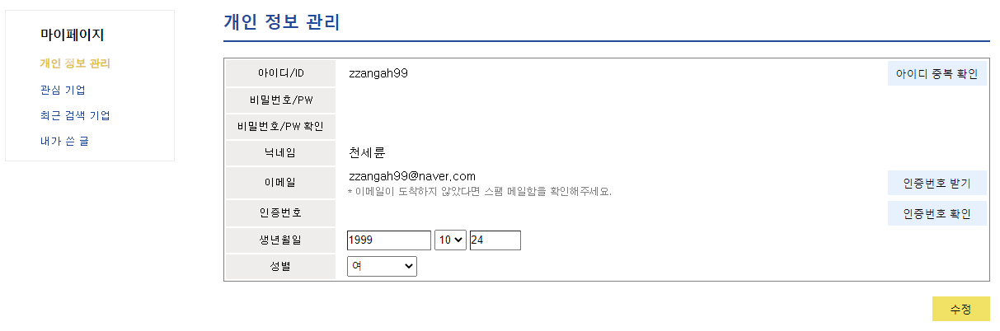 마이페이지
개인 정보 관리
관심 기업
최근 검색 기업
내가 쓴 글
개인 정보 관리
아이디/ID zzangah99 아이디 중복 확인
비밀번호/PW
비밀번호/PW 확인
닉네임 천세륜
이메일 zzangah99@naver.com
* 이메일이 도착하지 않았다면 스팸 메일함을 확인해주세요. 인증번호 받기
인증번호 인증번호 확인
생년월일 1999 10 24
성별 여
수정